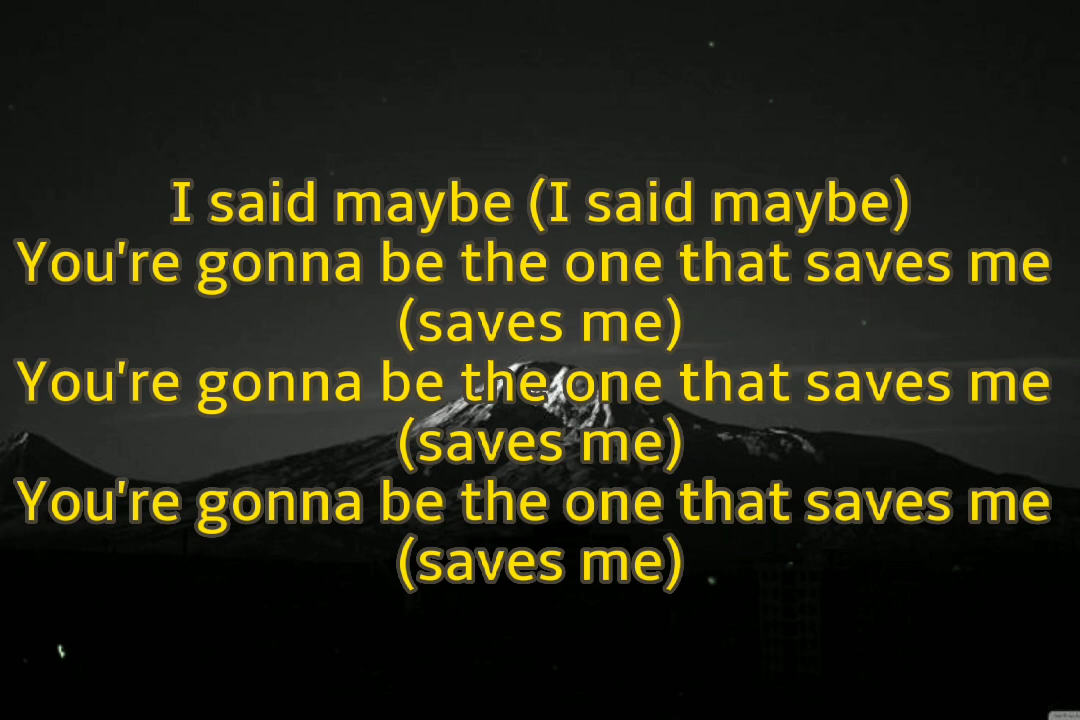 I said maybe (I said maybe)
You're gonna be the one that saves me
(saves me)
You're gonna be the one that saves me
(saves me)
You're gonna be the one that saves me
(saves me)